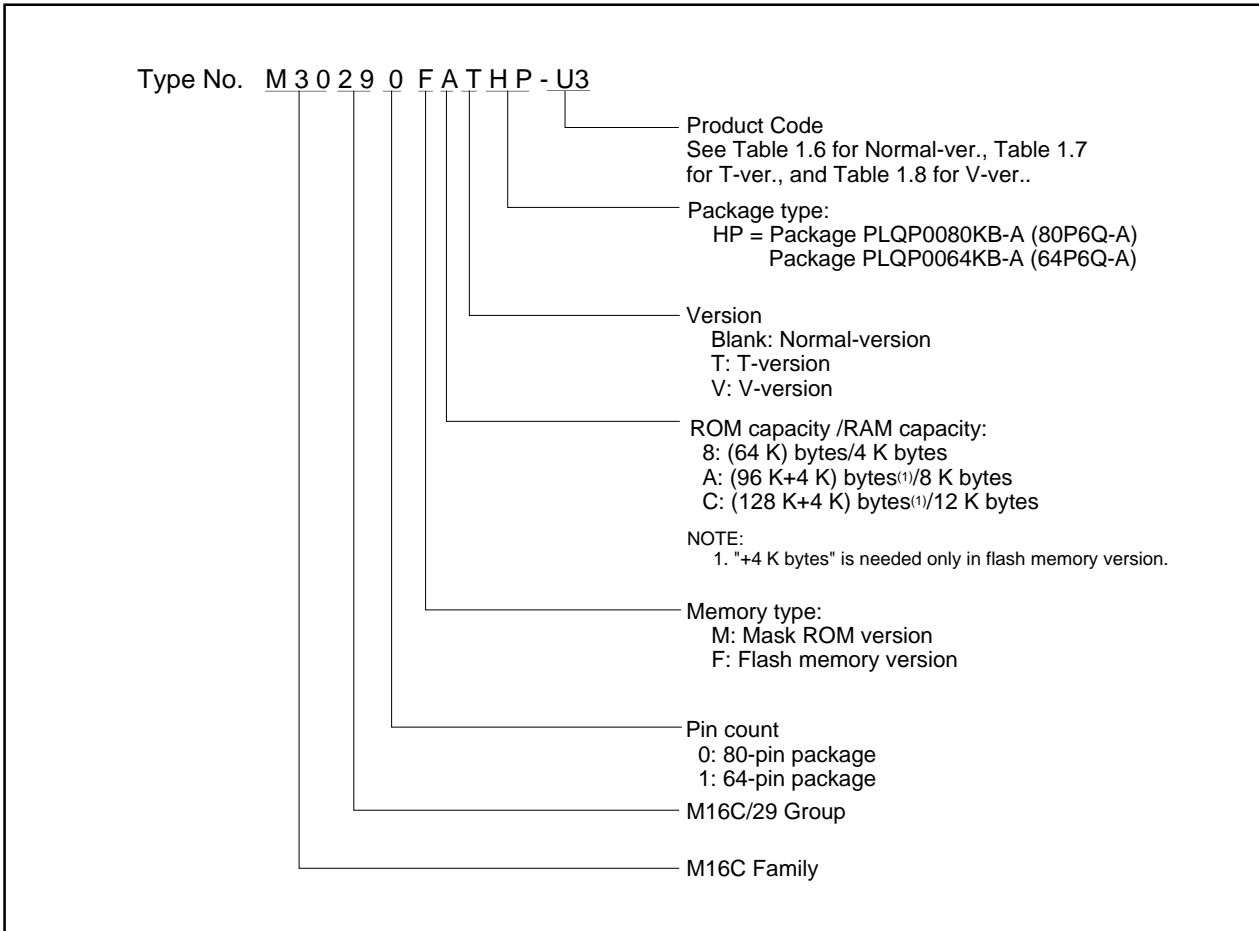 Type No. M 3 0 2 9 0 F A T H P - U3
Product Code
See Table 1.6 for Normal-ver., Table 1.7
for T-ver., and Table 1.8 for V-ver..
Package type:
HP = Package PLQP0080KB-A (80P6Q-A)
Package PLQP0064KB-A (64P6Q-A)
Version
Blank: Normal-version
T: T-version
V: V-version
ROM capacity /RAM capacity:
8: (64 K) bytes/4 K bytes
A: (96 K+4 K) bytes(1)/8 K bytes
C: (128 K+4 K) bytes(1)/12 K bytes
NOTE:
1. "+4 K bytes" is needed only in flash memory version.
Memory type:
M: Mask ROM version
F: Flash memory version
Pin count
0: 80-pin package
1: 64-pin package
M16C/29 Group
M16C Family